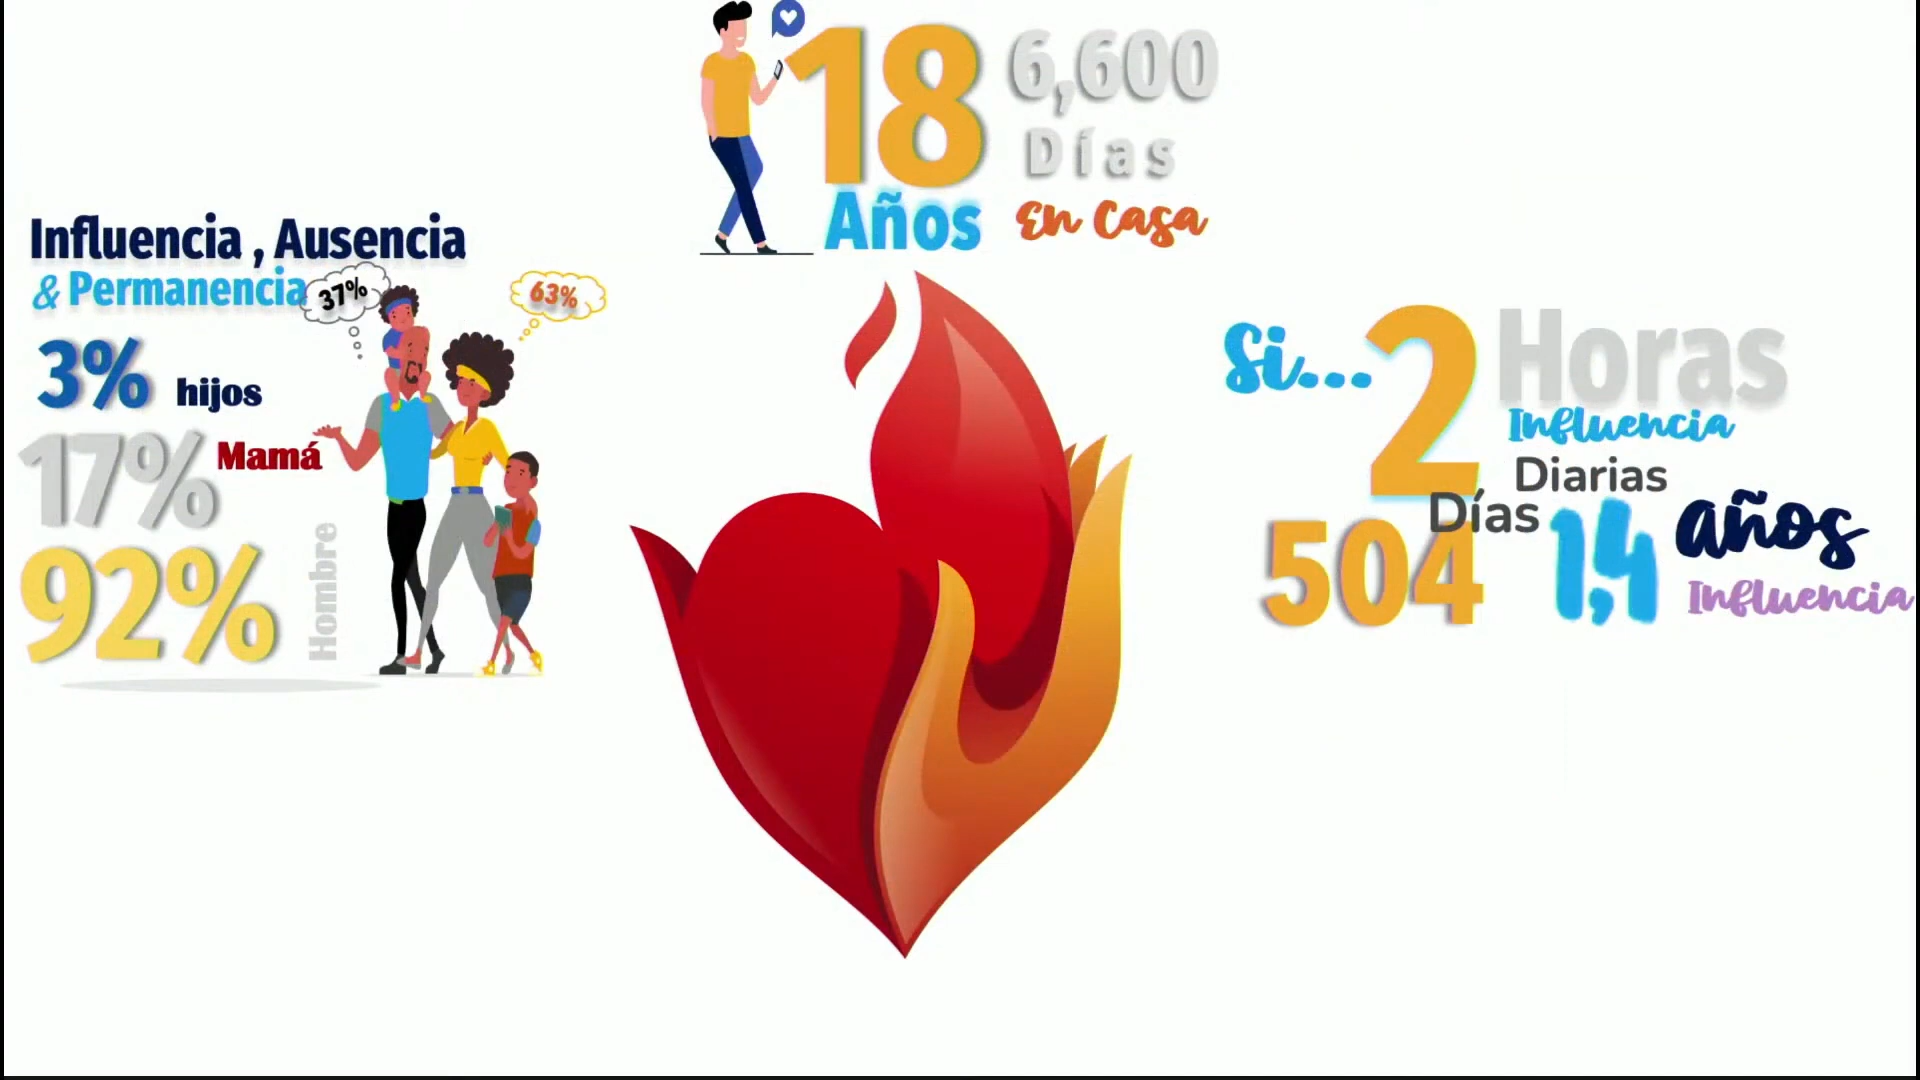 18
Años
6,600
Días
En Casa
Influencia , Ausencia
& Permanencia
37%
63%
3% hijos
17% Mamá
92% Hombre
Si... 2 Horas
Influencia
Diarias
504 Días
1,4 años
Influencia